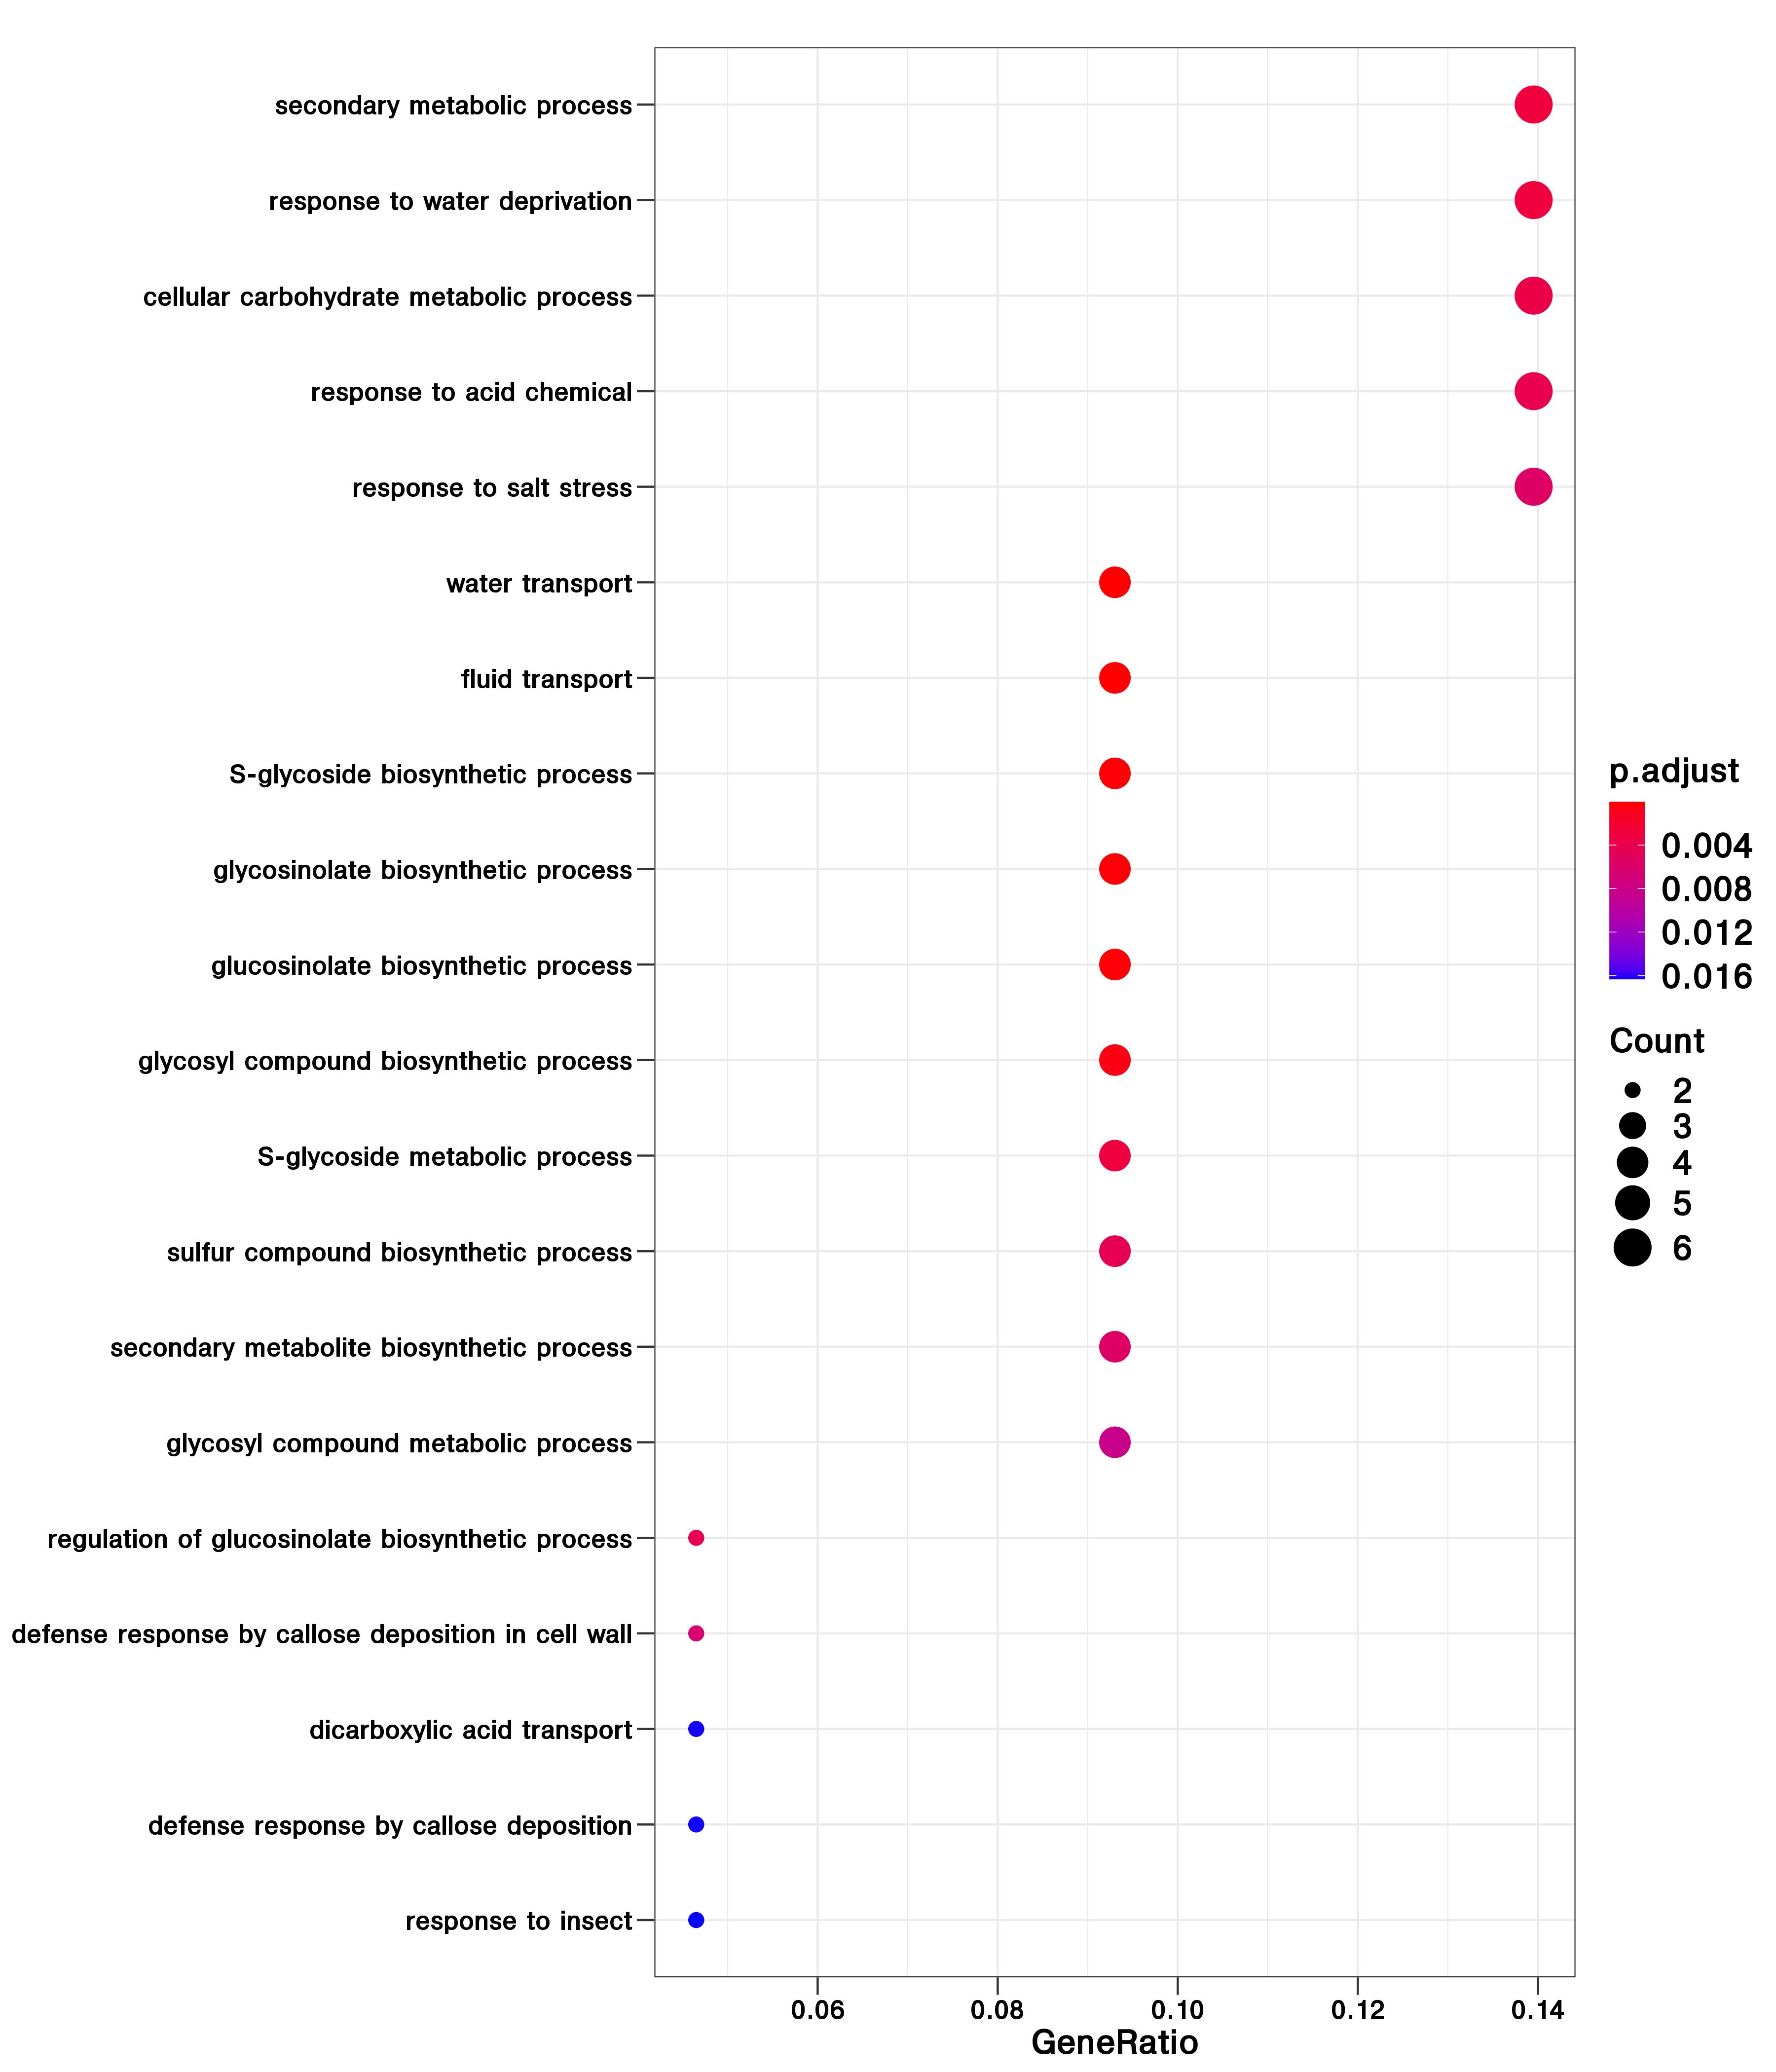 secondary metabolic process
response to water deprivation
cellular carbohydrate metabolic process
response to acid chemical
response to salt stress
water transport
fluid transport
S-glycoside biosynthetic process
glycosinolate biosynthetic process
glucosinolate biosynthetic process
glycosyl compound biosynthetic process
S-glycoside metabolic process
sulfur compound biosynthetic process
secondary metabolite biosynthetic process
glycosyl compound metabolic process
regulation of glucosinolate biosynthetic process
defense response by callose deposition in cell wall
dicarboxylic acid transport
defense response by callose deposition
response to insect
0.06 0.08 0.10 0.12 0.14
GeneRatio
p.adjust
0.004
0.008
0.012
0.016
Count
2
3
4
5
6